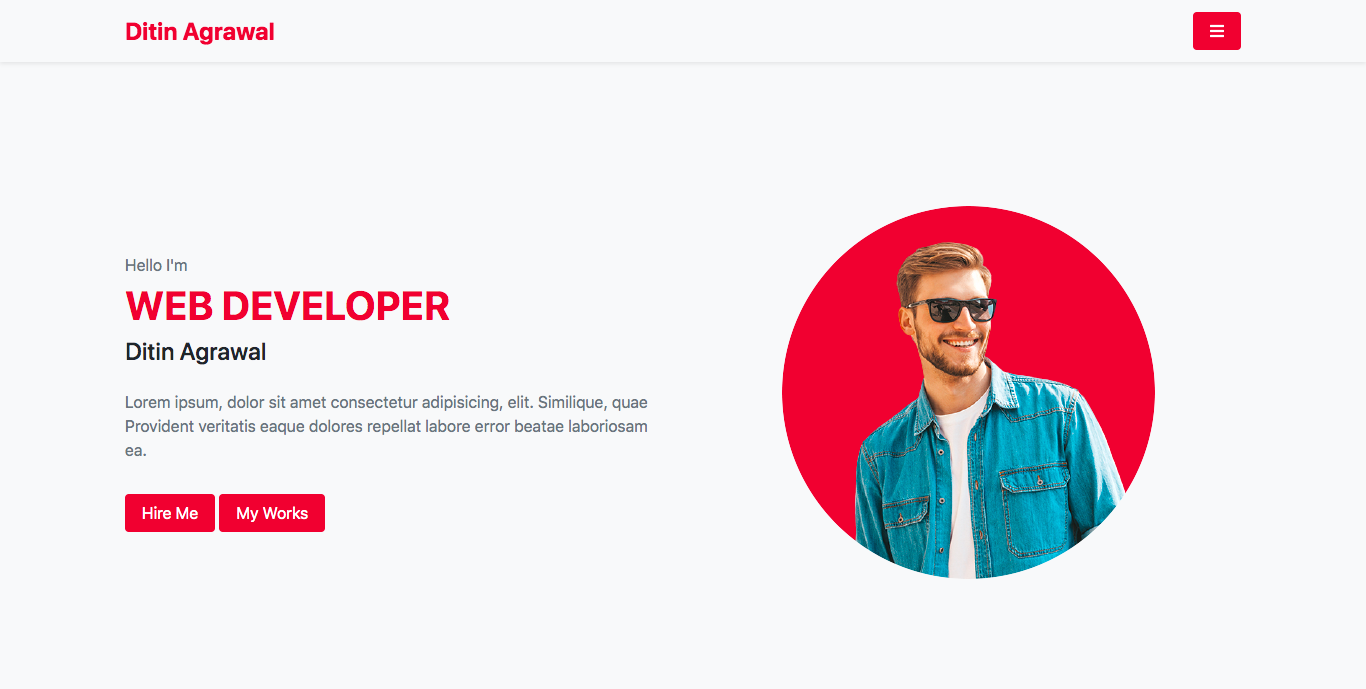 Ditin Agrawal
Hello I'm
WEB DEVELOPER
Ditin Agrawal
Lorem ipsum, dolor sit amet consectetur adipisicing, elit. Similique, quae
Provident veritatis eaque dolores repellat labore error beatae laboriosam
ea.
Hire Me
My Works